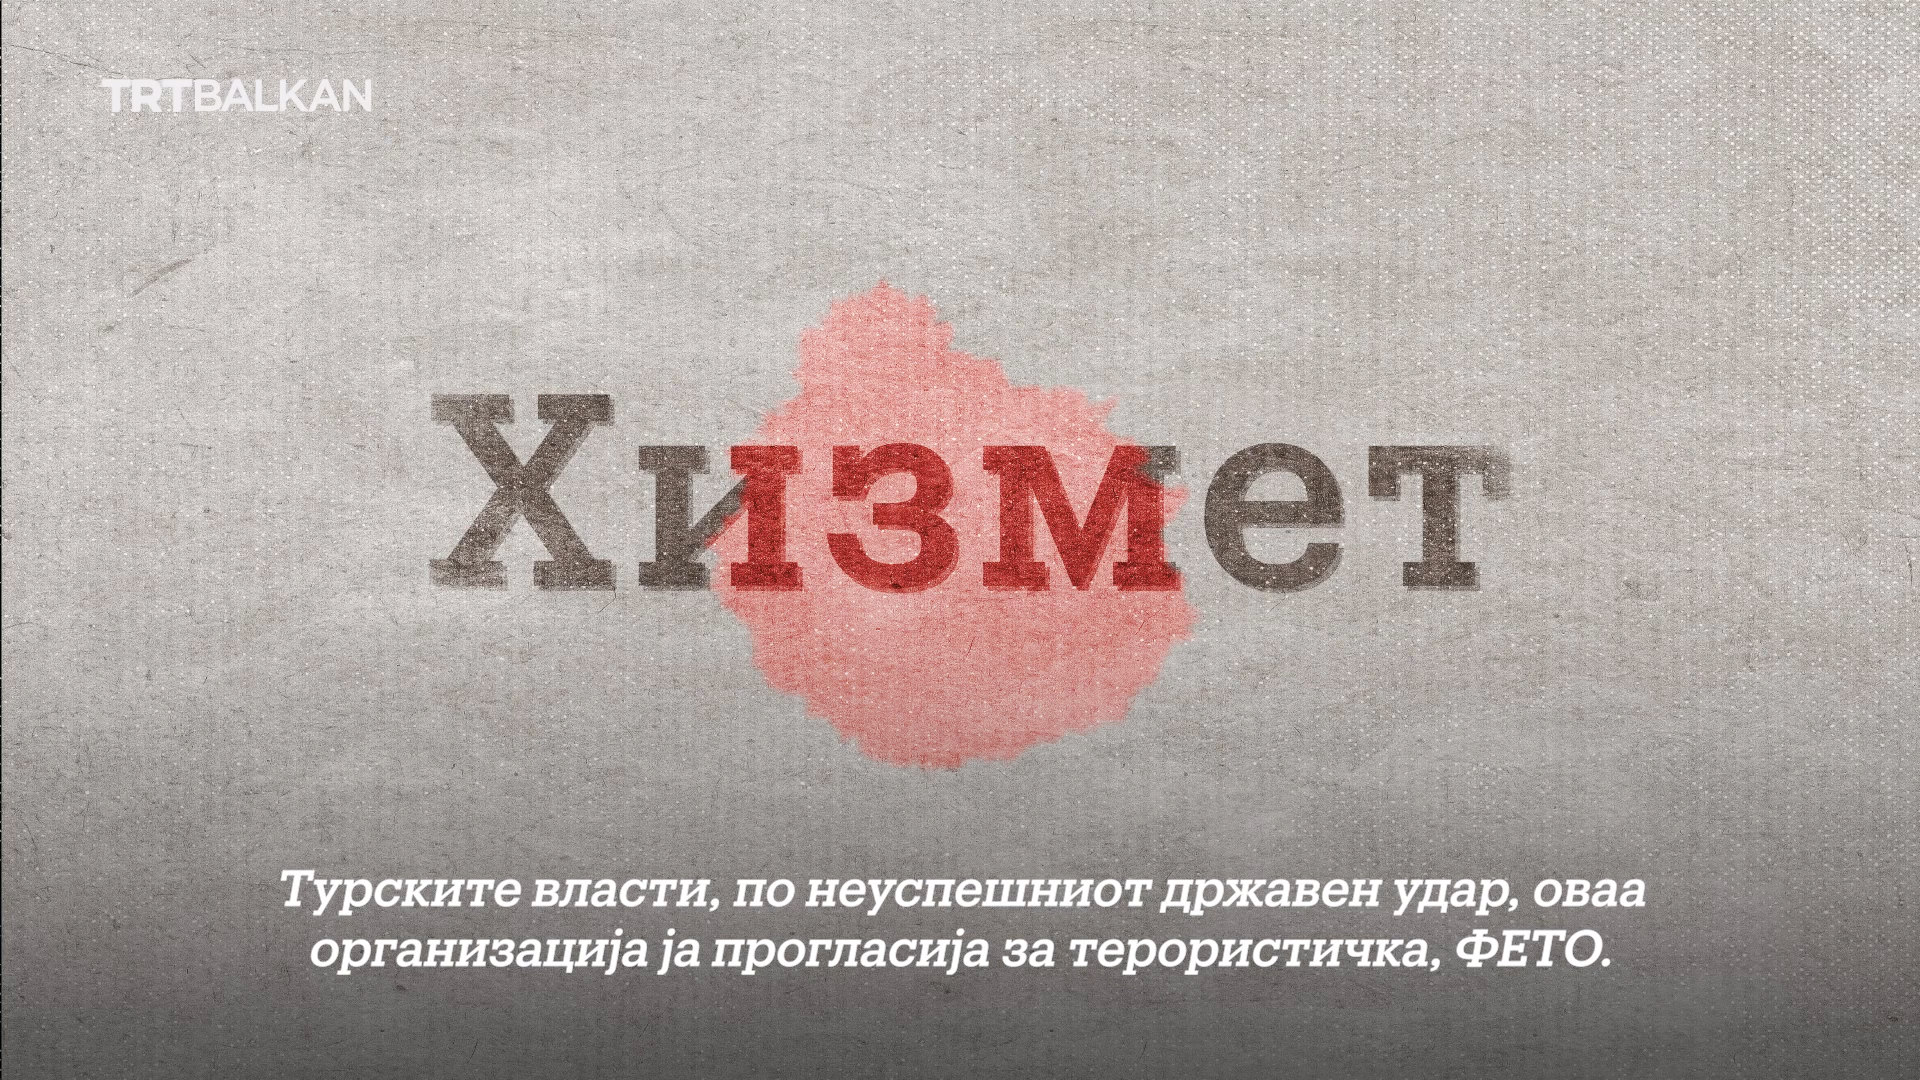 TRTBALKAN
Хизмет
Турските власти, по неуспешниот државен удар, оваа
организација ја прогласија за терористичка, ФЕТО.